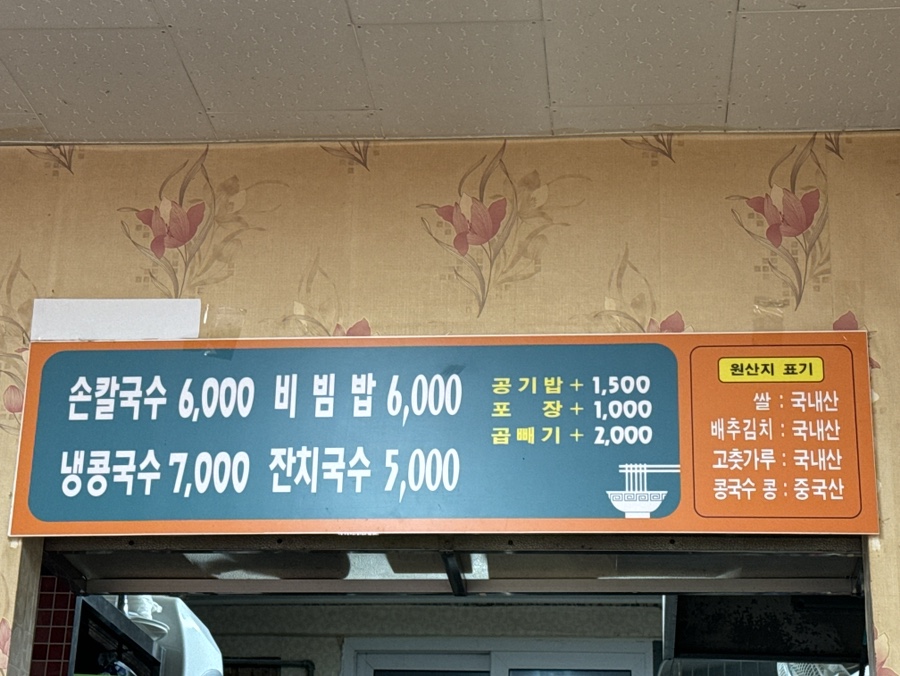 손칼국수 6,000 비빔밥 6,000
냉콩국수 7,000 잔치국수 5,000
공기밥 + 1,500
포 장 + 1,000
곱빼기 + 2,000
원산지 표기
쌀 : 국내산
배추김치 : 국내산
고춧가루 : 국내산
콩국수 콩 : 중국산